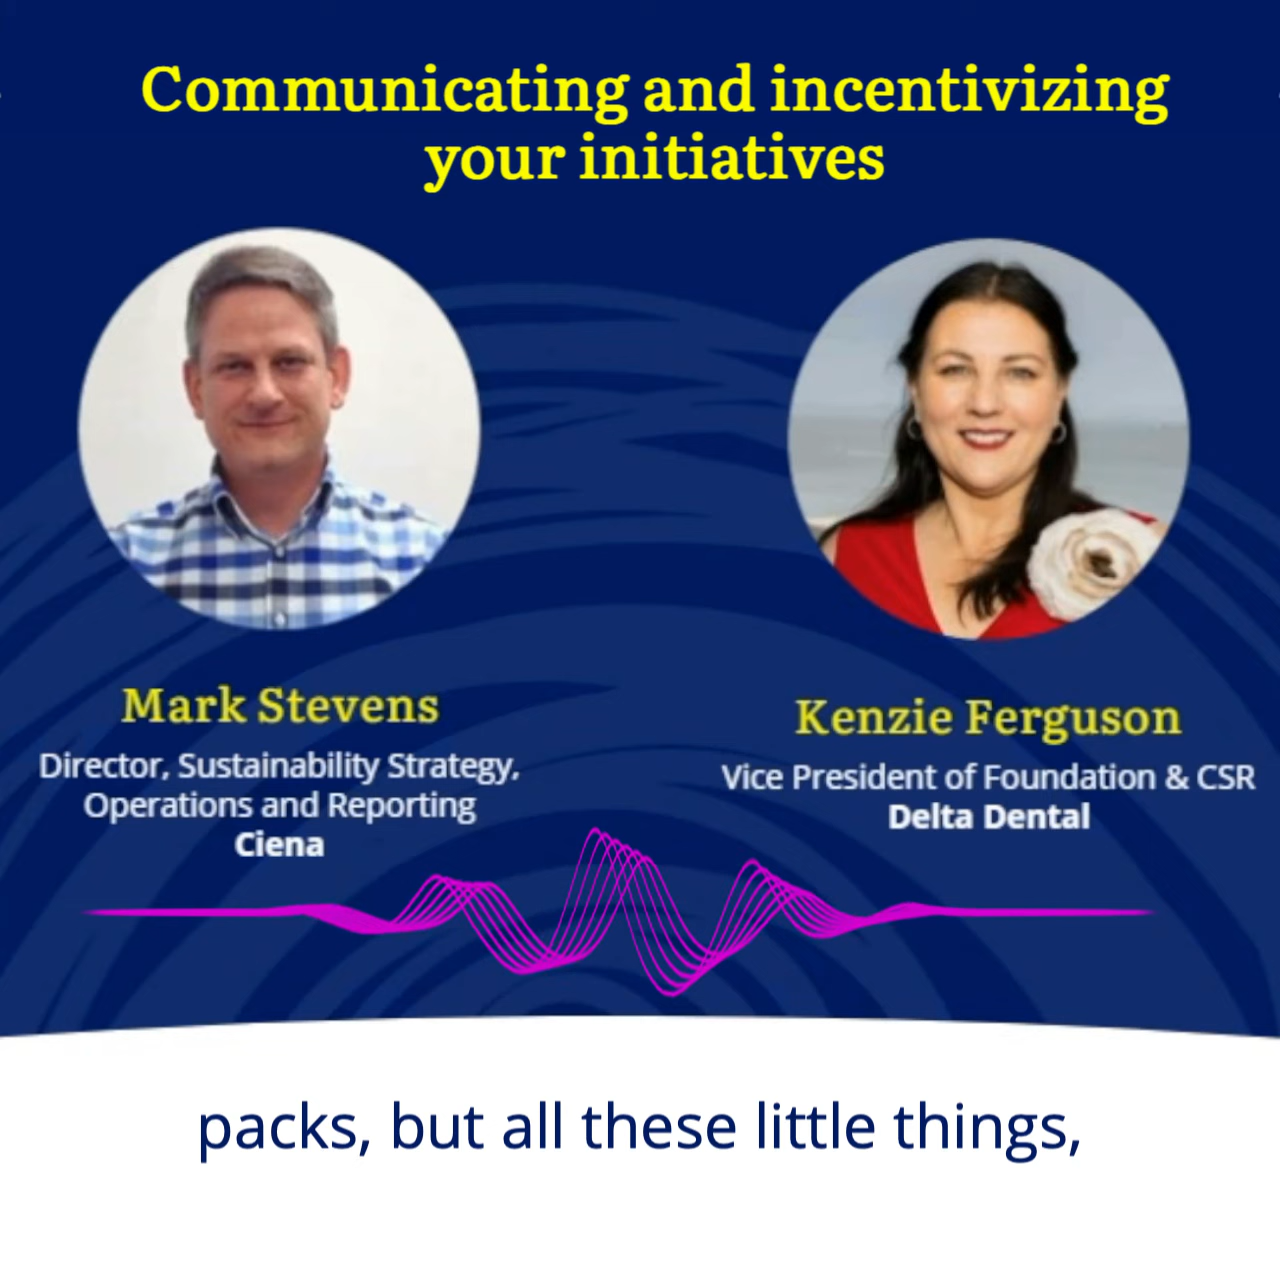 Communicating and incentivizing
your initiatives
Mark Stevens
Director, Sustainability Strategy,
Operations and Reporting
Ciena
Kenzie Ferguson
Vice President of Foundation & CSR
Delta Dental
packs, but all these little things,